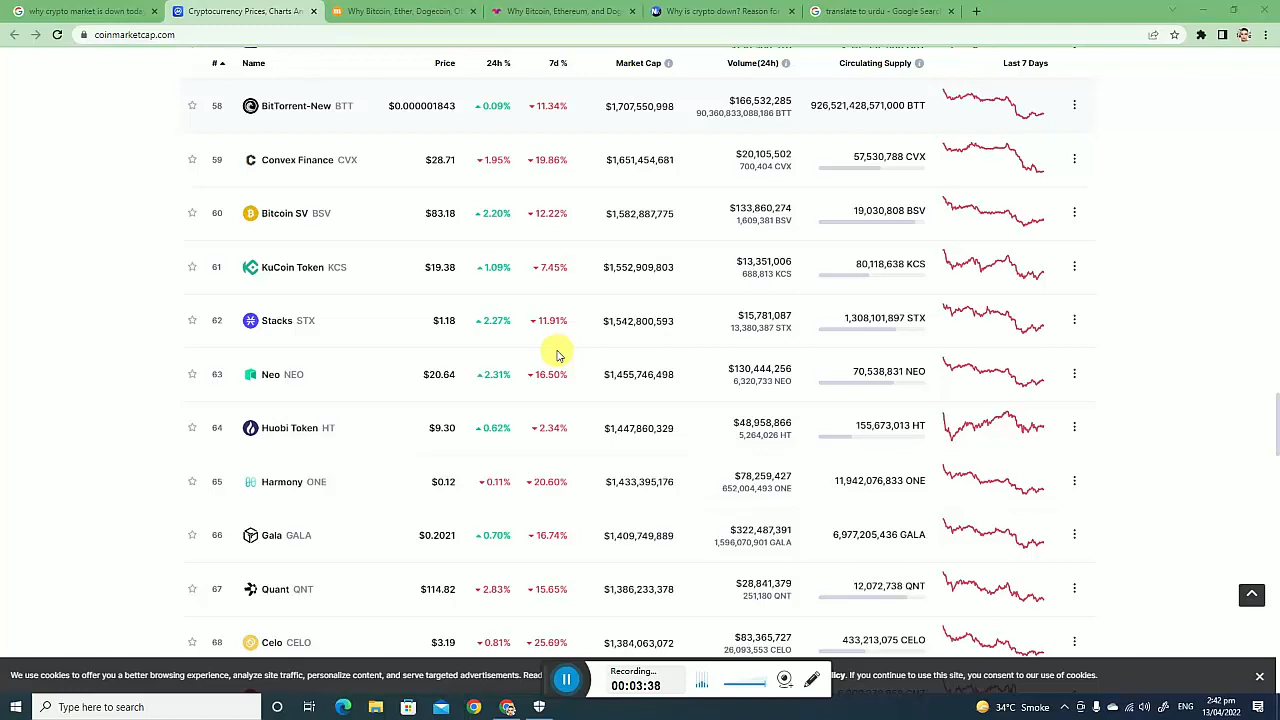 why crypto market is down today
Cryptocurrency Prices, Charts An
Why Bitcoin, Ether, Dogecoin, C
Why Bitcoin, Ethereum, and Dog
Why is crypto down? Reason fo
translate to urdu - Google Searc
coinmarketcap.com
# Name Price 24h % 7d % Market Cap Volume(24h) Circulating Supply Last 7 Days
58 BitTorrent-New BTT $0.000001843 0.09% 11.34% $1,707,550,998 $166,532,285 926,521,428,571,000 BTT
90,360,833,088,186 BTT
59 Convex Finance CVX $28.71 1.95% 19.86% $1,651,454,681 $20,105,502 57,530,788 CVX
700,404 CVX
60 Bitcoin SV BSV $83.18 2.20% 12.22% $1,582,887,775 $133,860,274 19,030,808 BSV
1,609,381 BSV
61 KuCoin Token KCS $19.38 1.09% 7.45% $1,552,909,803 $13,351,006 80,118,638 KCS
688,813 KCS
62 Stacks STX $1.18 2.27% 11.91% $1,542,800,593 $15,781,087 1,308,101,897 STX
13,380,387 STX
63 Neo NEO $20.64 2.31% 16.50% $1,455,746,498 $130,444,256 70,538,831 NEO
6,320,733 NEO
64 Huobi Token HT $9.30 0.62% 2.34% $1,447,860,329 $48,958,866 155,673,013 HT
5,264,026 HT
65 Harmony ONE $0.12 0.11% 20.60% $1,433,395,176 $78,259,427 11,942,076,833 ONE
652,004,493 ONE
66 Gala GALA $0.2021 0.70% 16.74% $1,409,749,889 $322,487,391 6,977,205,436 GALA
1,596,070,901 GALA
67 Quant QNT $114.82 2.83% 15.65% $1,386,233,378 $28,841,379 12,072,738 QNT
251,180 QNT
68 Celo CELO $3.19 0.81% 25.69% $1,384,063,072 $83,365,727 433,213,075 CELO
26,093,553 CELO
We use cookies to offer you a better browsing experience, analyze site traffic, personalize content, and serve targeted advertisements. Read
If you continue to use this site, you consent to our use of cookies.
Recording...
00:03:38
Type here to search
34°C Smoke
ENG
2:42 pm
13/04/2022